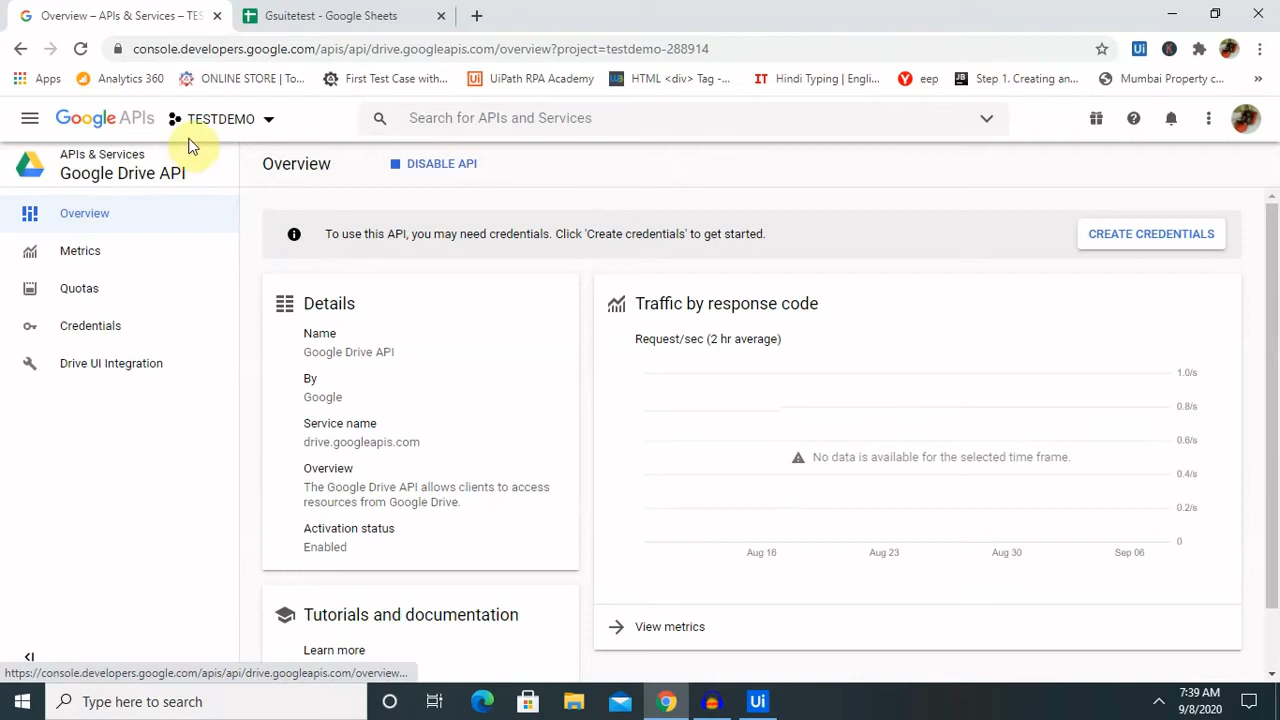 Overview – APIs & Services – TES
Gsuitetest - Google Sheets
console.developers.google.com/apis/api/drive.googleapis.com/overview?project=testdemo-288914
Apps
Analytics 360
ONLINE STORE | To...
First Test Case with...
UiPath RPA Academy
HTML <div> Tag -...
Hindi Typing | Engli...
eep
Step 1. Creating an...
Mumbai Property c...
Google APIs
TESTDEMO
Search for APIs and Services
APIs & Services
Google Drive API
Overview
DISABLE API
Overview
Metrics
Quotas
Credentials
Drive UI Integration
To use this API, you may need credentials. Click 'Create credentials' to get started.
CREATE CREDENTIALS
Details
Name
Google Drive API
By
Google
Service name
drive.googleapis.com
Overview
The Google Drive API allows clients to access
resources from Google Drive.
Activation status
Enabled
Traffic by response code
Request/sec (2 hr average)
1.0/s
0.8/s
0.6/s
No data is available for the selected time frame.
0.4/s
0.2/s
0
Aug 16
Aug 23
Aug 30
Sep 06
View metrics
Tutorials and documentation
Learn more
https://console.developers.google.com/apis/api/drive.googleapis.com/overview...
Type here to search
Ui
7:39 AM
9/8/2020